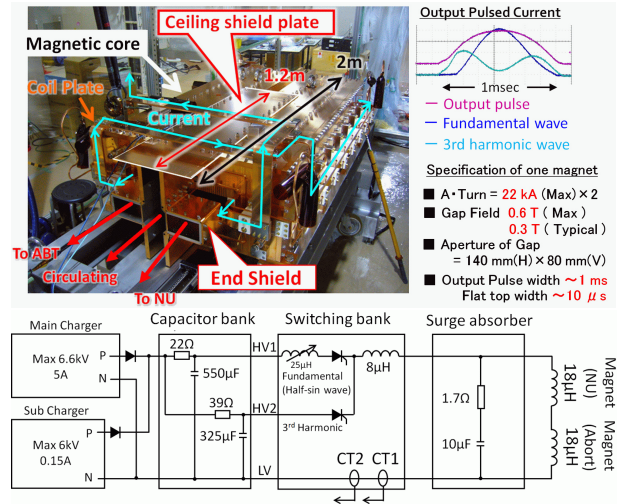 Ceiling shield plate
Magnetic core
2m
1.2m
Coil Plate
Current
To ABT
Circulating
To NU
End Shield
Output Pulsed Current
1msec
Output pulse
Fundamental wave
3rd harmonic wave
Specification of one magnet
■ A・Turn = 22 kA (Max)×2
■ Gap Field 0.6 T ( Max )
0.3 T ( Typical )
■ Aperture of Gap
= 140 mm(H)×80 mm(V)
■ Output Pulse width ~1 ms
Flat top width ~10 μs
Main Charger
Max 6.6kV
5A
P
N
Sub Charger
Max 6kV
0.15A
P
N
Capacitor bank
22Ω
550μF
39Ω
325μF
HV1
HV2
LV
Switching bank
25μH
Fundamental
(Half-sin wave)
8μH
3rd Harmonic
CT2
CT1
Surge absorber
1.7Ω
10μF
18μH
Magnet
(NU)
18μH
Magnet
(Abort)